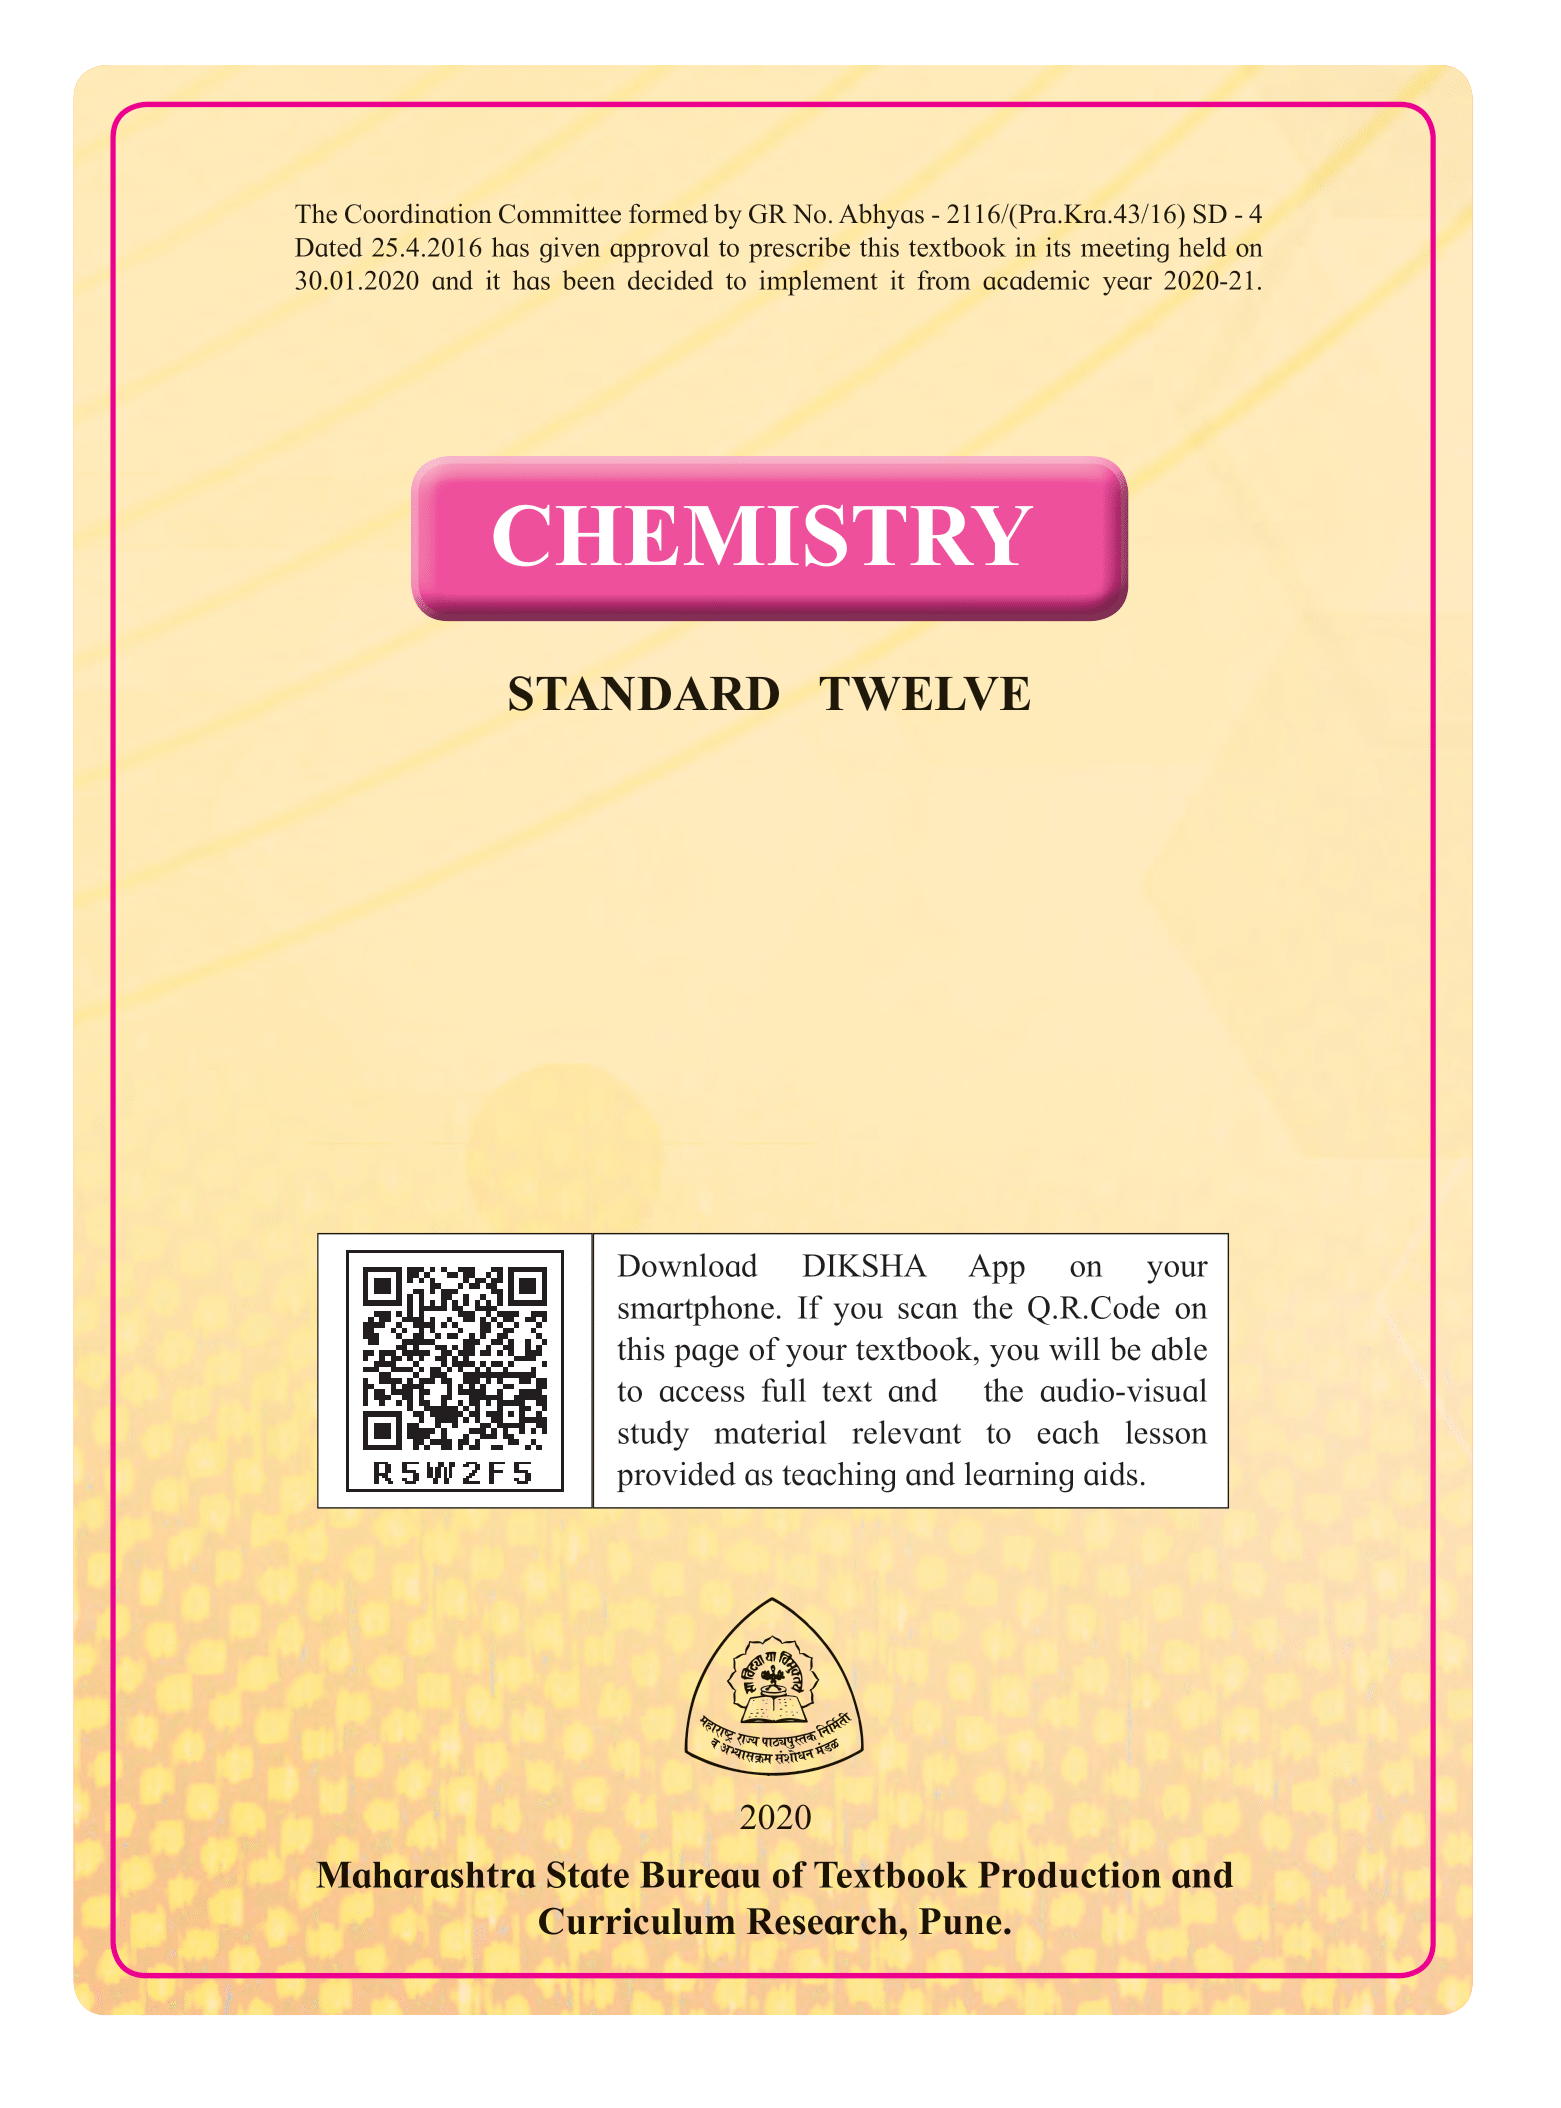 The Coordination Committee formed by GR No. Abhyas - 2116/(Pra.Kra.43/16) SD - 4
Dated 25.4.2016 has given approval to prescribe this textbook in its meeting held on
30.01.2020 and it has been decided to implement it from academic year 2020-21.
CHEMISTRY
STANDARD TWELVE
R5W2F5
Download DIKSHA App on your
smartphone. If you scan the Q.R.Code on
this page of your textbook, you will be able
to access full text and the audio-visual
study material relevant to each lesson
provided as teaching and learning aids.
सा विद्या या विमुक्तये
महाराष्ट्र राज्य पाठ्यपुस्तक निर्मिती
व अभ्यासक्रम संशोधन मंडळ
2020
Maharashtra State Bureau of Textbook Production and
Curriculum Research, Pune.